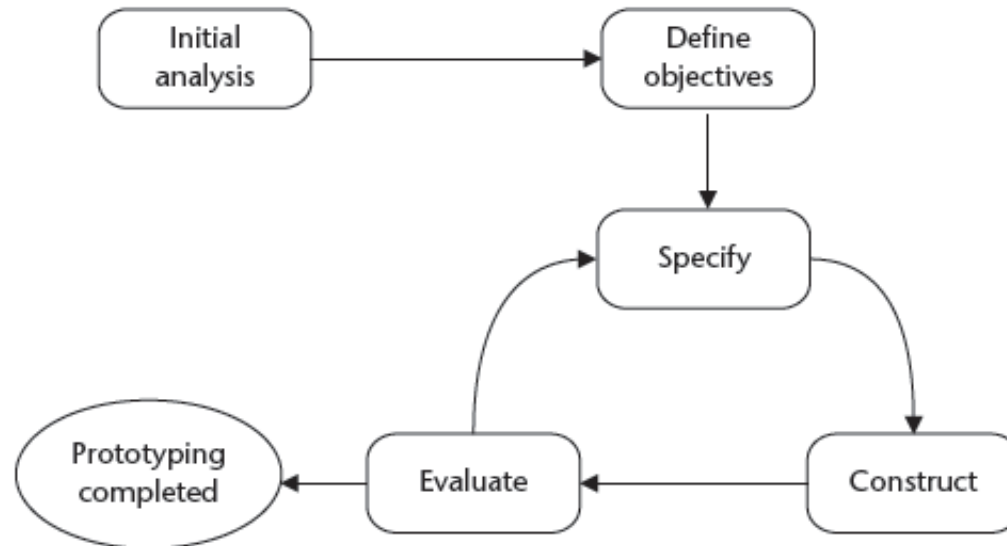 Initial
analysis
Define
objectives
Specify
Construct
Evaluate
Prototyping
completed